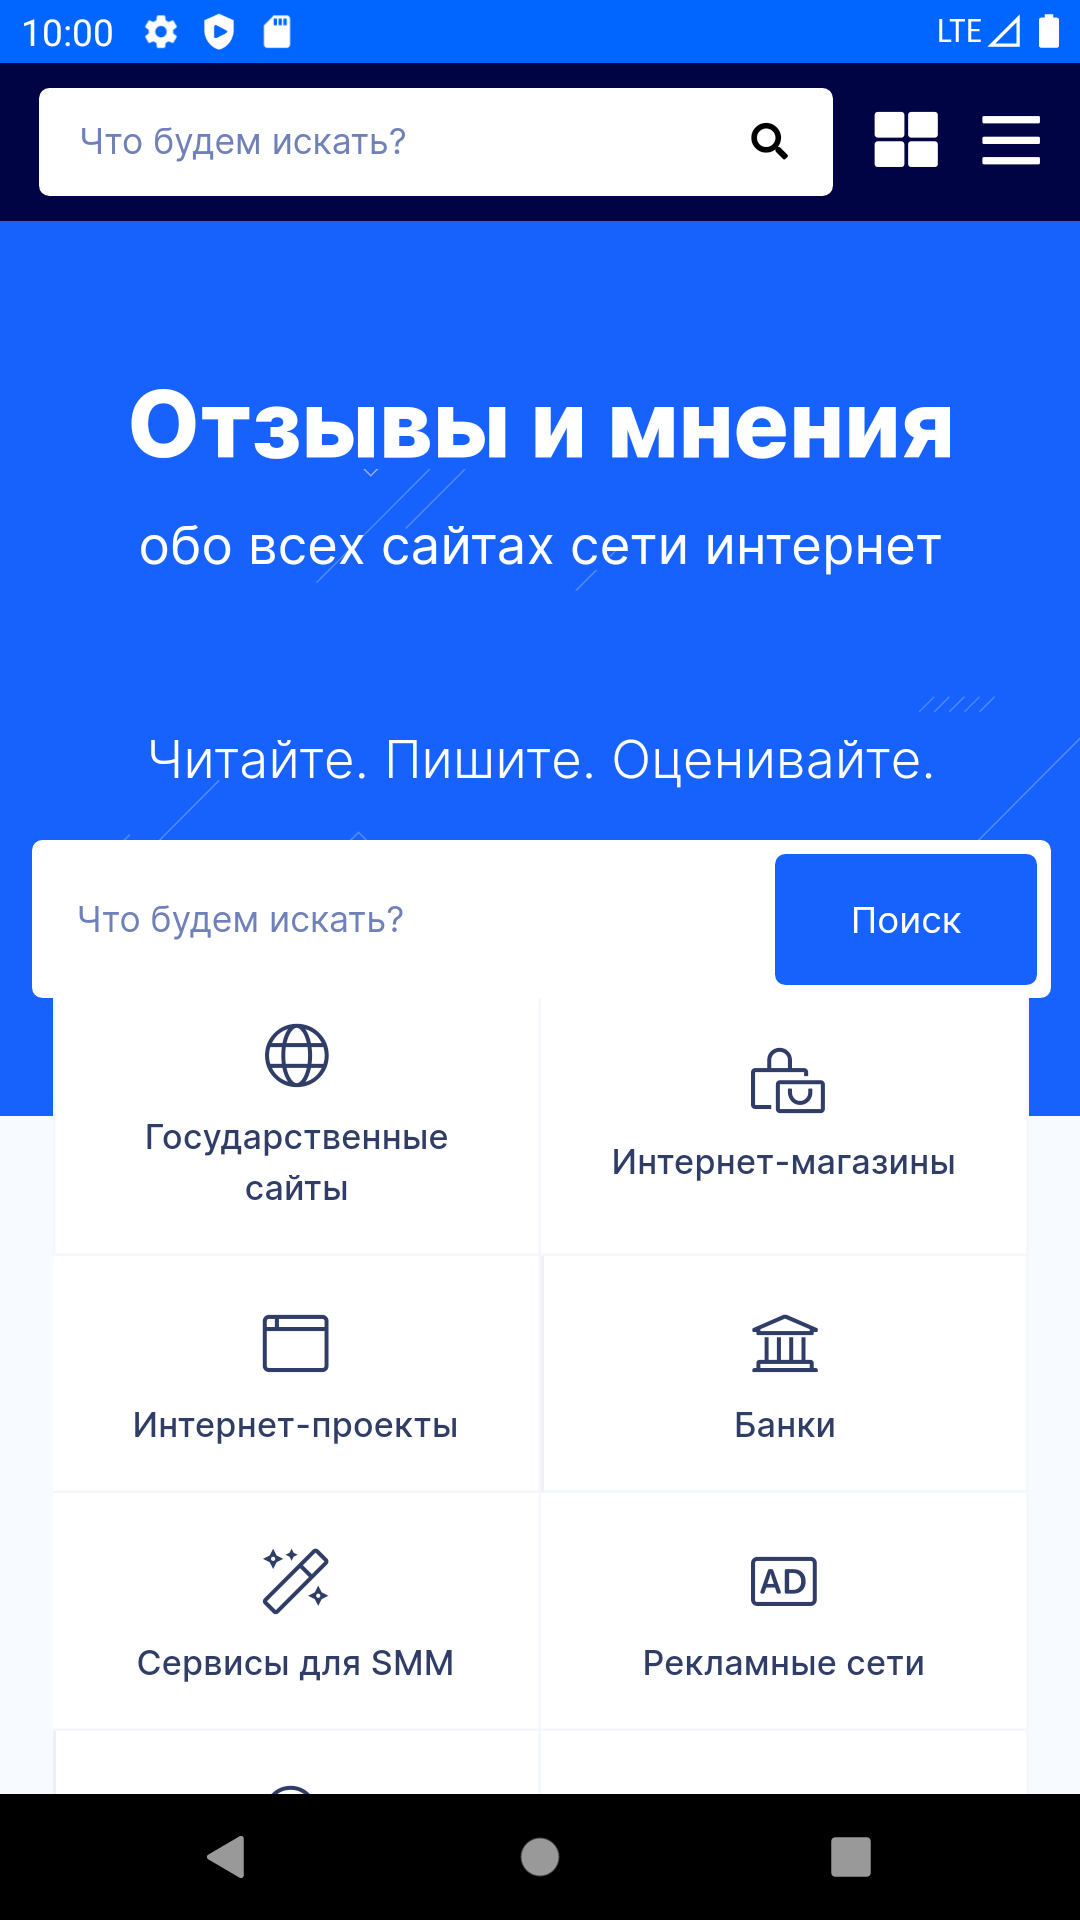 10:00
LTE
Что будем искать?
Отзывы и мнения
обо всех сайтах сети интернет
Читайте. Пишите. Оценивайте.
Что будем искать?
Поиск
Государственные
сайты
Интернет-магазины
Интернет-проекты
Банки
AD
Сервисы для SMM
Рекламные сети